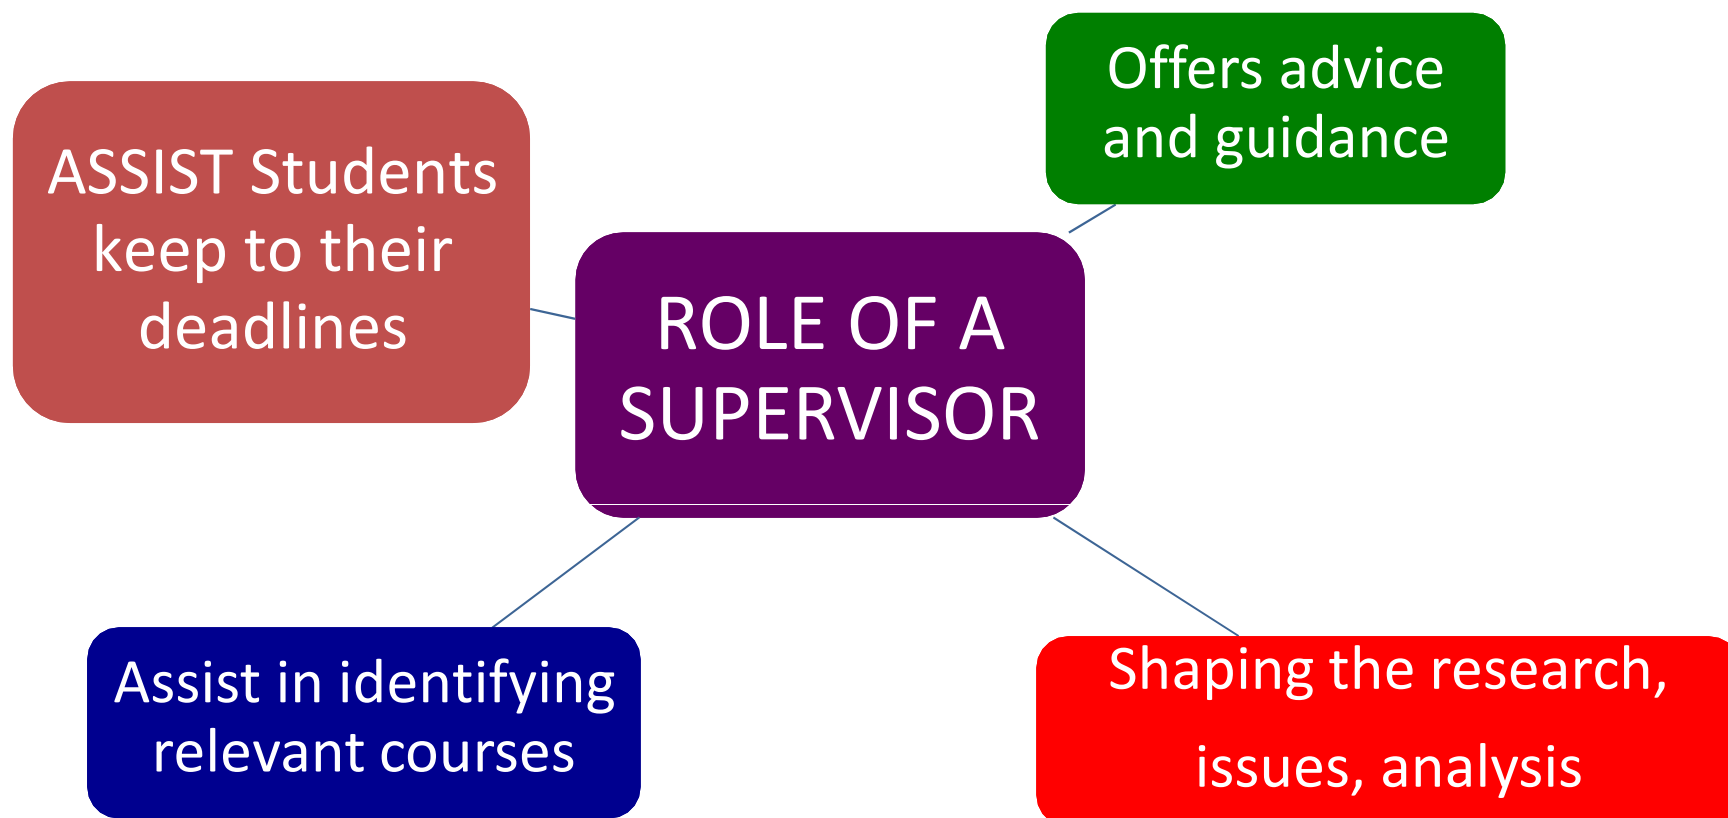 Offers advice
and guidance
ASSIST Students
keep to their
deadlines
ROLE OF A
SUPERVISOR
Assist in identifying
relevant courses
Shaping the research,
issues, analysis